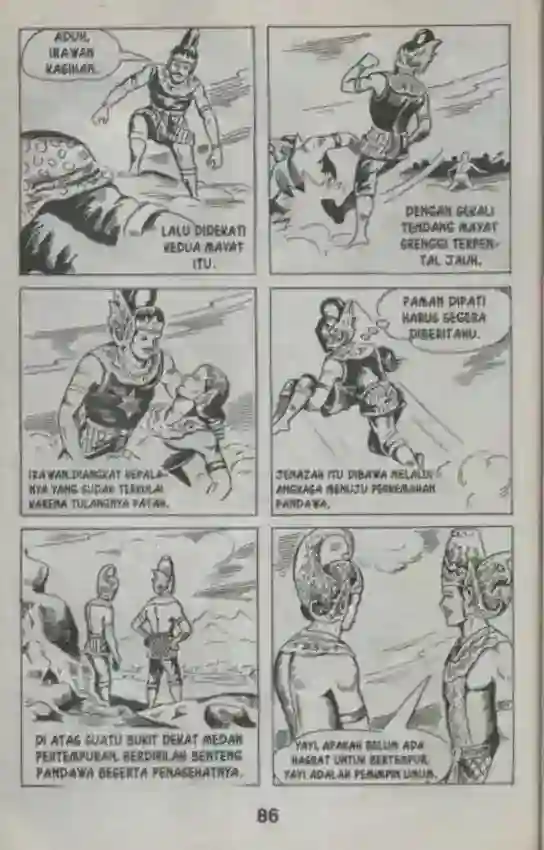 ADUH,
IRAWAN
KASIHAN.
LALU DIDEKATI
KEDUA MAYAT
ITU.
DENGAN SEKALI
TENDANG MAYAT
SRENGGI TERPEN-
TAL JAUH.
IRAWAN DIANGKAT KEPALA-
NYA YANG SUDAH TERKULAI
KARENA TULANGNYA PATAH.
PAMAN DIPATI
HARUS SEGERA
DIBERITAHU.
JENAZAH ITU DIBAWA MELALUI
ANGKASA MENUJU PERKEMAHAN
PANDAWA.
DI ATAS SUATU BUKIT DEKAT MEDAN
PERTEMPURAN, BERDIRILAH BENTENG
PANDAWA BESERTA PENASEHATNYA.
YAYI, APAKAH BELUM ADA
HASRAT UNTUK BERTEMPUR.
YAYI ADALAH PEMIMPIN UMUM.
86